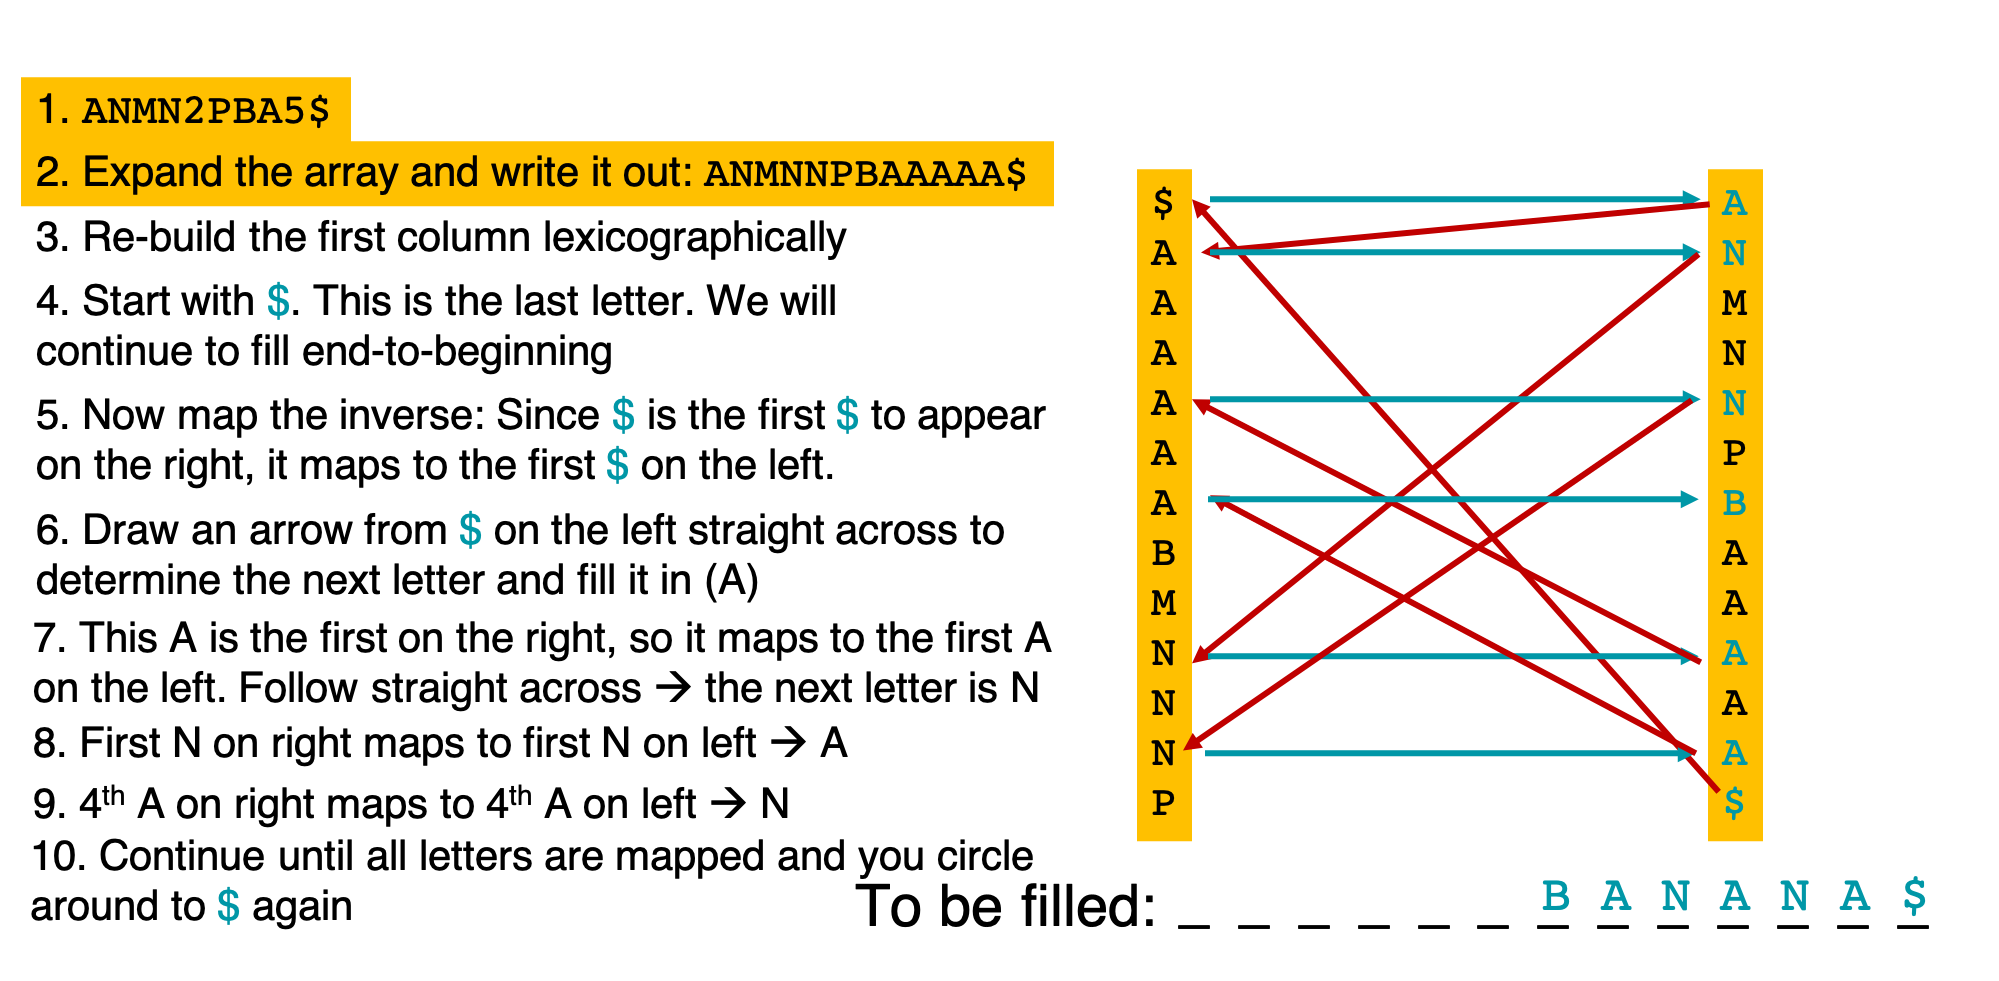 1. ANMN2PBA5$
2. Expand the array and write it out: ANMNNPBAAAAA$
3. Re-build the first column lexicographically
4. Start with $. This is the last letter. We will
continue to fill end-to-beginning
5. Now map the inverse: Since $ is the first $ to appear
on the right, it maps to the first $ on the left.
6. Draw an arrow from $ on the left straight across to
determine the next letter and fill it in (A)
7. This A is the first on the right, so it maps to the first A
on the left. Follow straight across → the next letter is N
8. First N on right maps to first N on left → A
9. 4th A on right maps to 4th A on left → N
10. Continue until all letters are mapped and you circle
around to $ again
$ A
A N
A M
A N
A N
A P
A B
B A
M A
N A
N A
N A
P $
To be filled: _ _ _ _ _ _ B A N A N A $